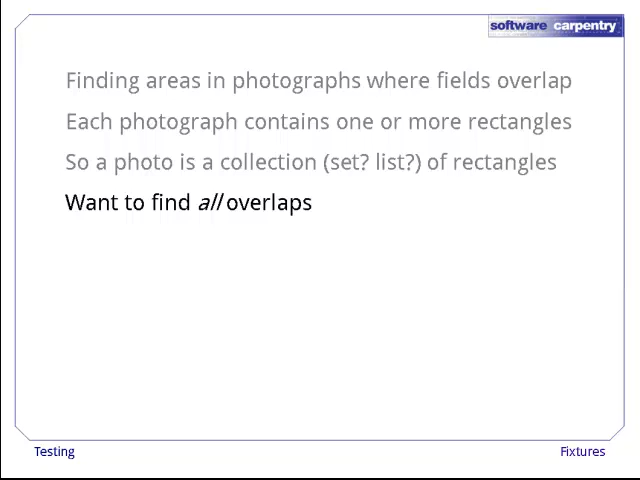 software carpentry
Finding areas in photographs where fields overlap
Each photograph contains one or more rectangles
So a photo is a collection (set? list?) of rectangles
Want to find all overlaps
Testing
Fixtures